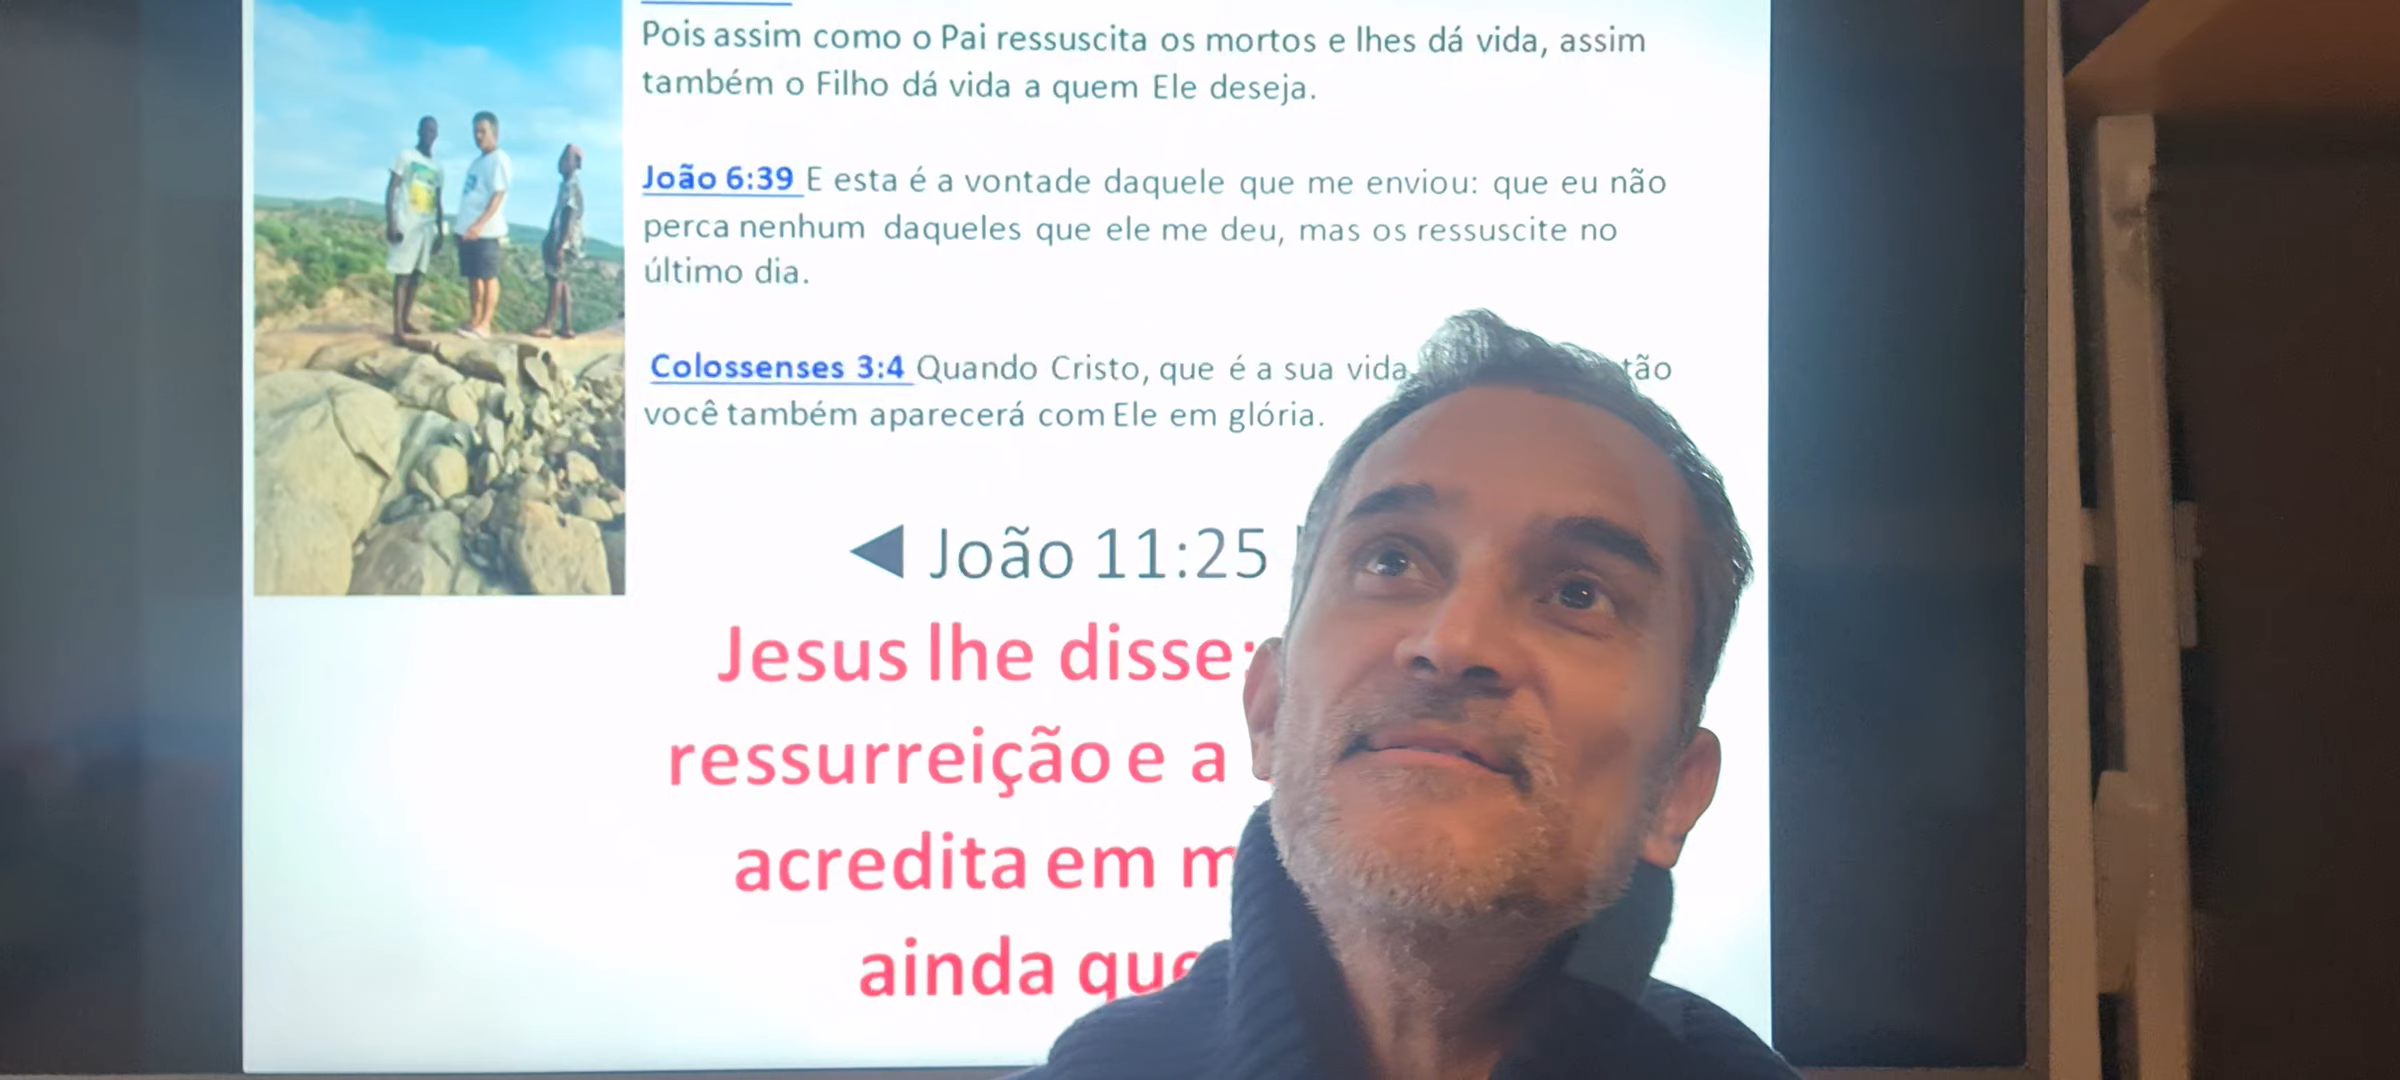 Pois assim como o Pai ressuscita os mortos e lhes dá vida, assim
também o Filho dá vida a quem Ele deseja.
João 6:39 E esta é a vontade daquele que me enviou: que eu não
perca nenhum daqueles que ele me deu, mas os ressuscite no
último dia.
Colossenses 3:4 Quando Cristo, que é a sua vida
você também aparecerá com Ele em glória.
◄ João 11:25
Jesus lhe disse:
ressurreição e a
acredita em
ainda que